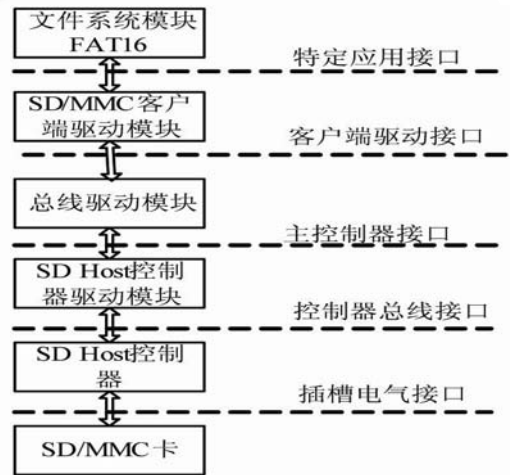 文件系统模块
FAT16
特定应用接口
SD/MMC客户
端驱动模块
客户端驱动接口
总线驱动模块
主控制器接口
SD Host控制
器驱动模块
控制器总线接口
SD Host控制
器
插槽电气接口
SD/MMC卡